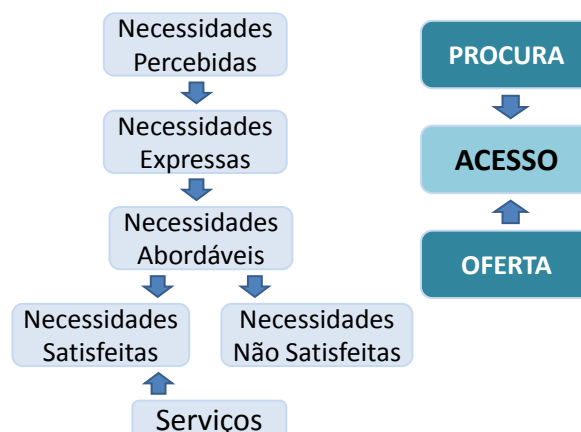 Necessidades
Percebidas
Necessidades
Expressas
Necessidades
Abordáveis
Necessidades
Satisfeitas
Necessidades
Não Satisfeitas
Serviços
PROCURA
ACESSO
OFERTA